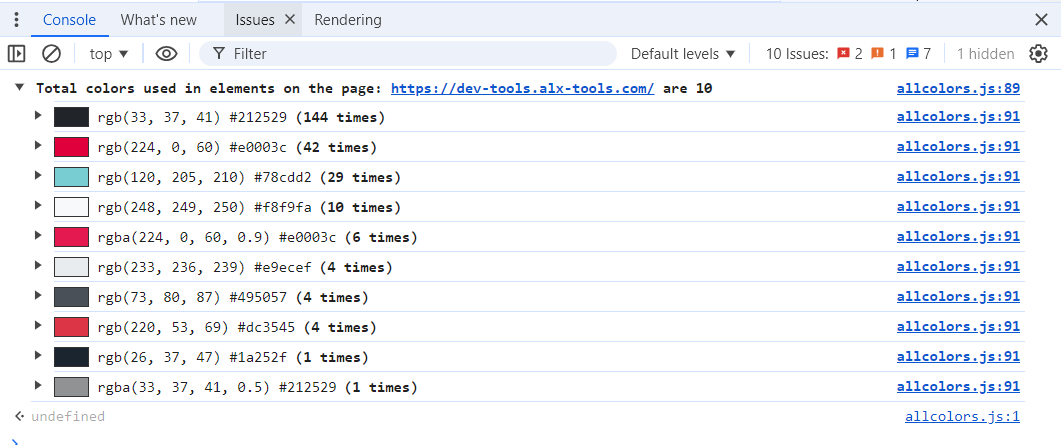 Console What's new Issues Rendering
top Filter Default levels 10 Issues: 2 1 7 1 hidden
Total colors used in elements on the page: https://dev-tools.alx-tools.com/ are 10 allcolors.js:89
rgb(33, 37, 41) #212529 (144 times) allcolors.js:91
rgb(224, 0, 60) #e0003c (42 times) allcolors.js:91
rgb(120, 205, 210) #78cdd2 (29 times) allcolors.js:91
rgb(248, 249, 250) #f8f9fa (10 times) allcolors.js:91
rgba(224, 0, 60, 0.9) #e0003c (6 times) allcolors.js:91
rgb(233, 236, 239) #e9ecef (4 times) allcolors.js:91
rgb(73, 80, 87) #495057 (4 times) allcolors.js:91
rgb(220, 53, 69) #dc3545 (4 times) allcolors.js:91
rgb(26, 37, 47) #1a252f (1 times) allcolors.js:91
rgba(33, 37, 41, 0.5) #212529 (1 times) allcolors.js:91
undefined allcolors.js:1